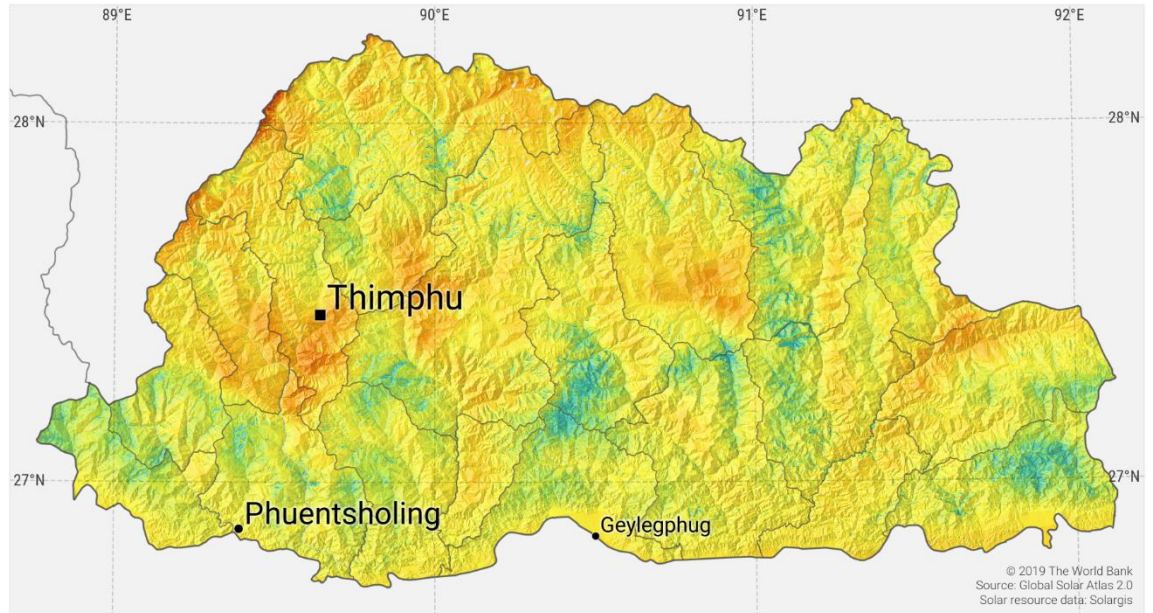 89°E 90°E 91°E 92°E
28°N 28°N
Thimphu
27°N 27°N
Phuentsholing
Geylegphug
© 2019 The World Bank
Source: Global Solar Atlas 2.0
Solar resource data: Solargis